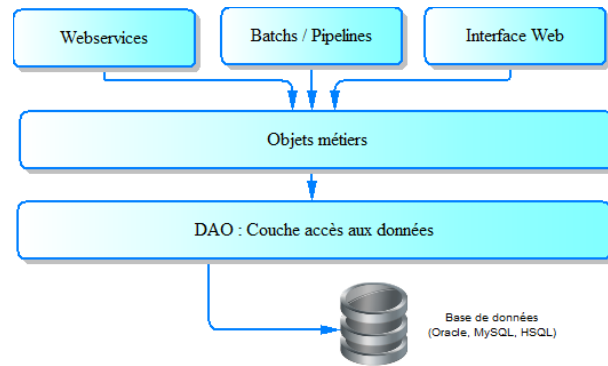 Webservices
Batchs / Pipelines
Interface Web
Objets métiers
DAO : Couche accès aux données
Base de données
(Oracle, MySQL, HSQL)